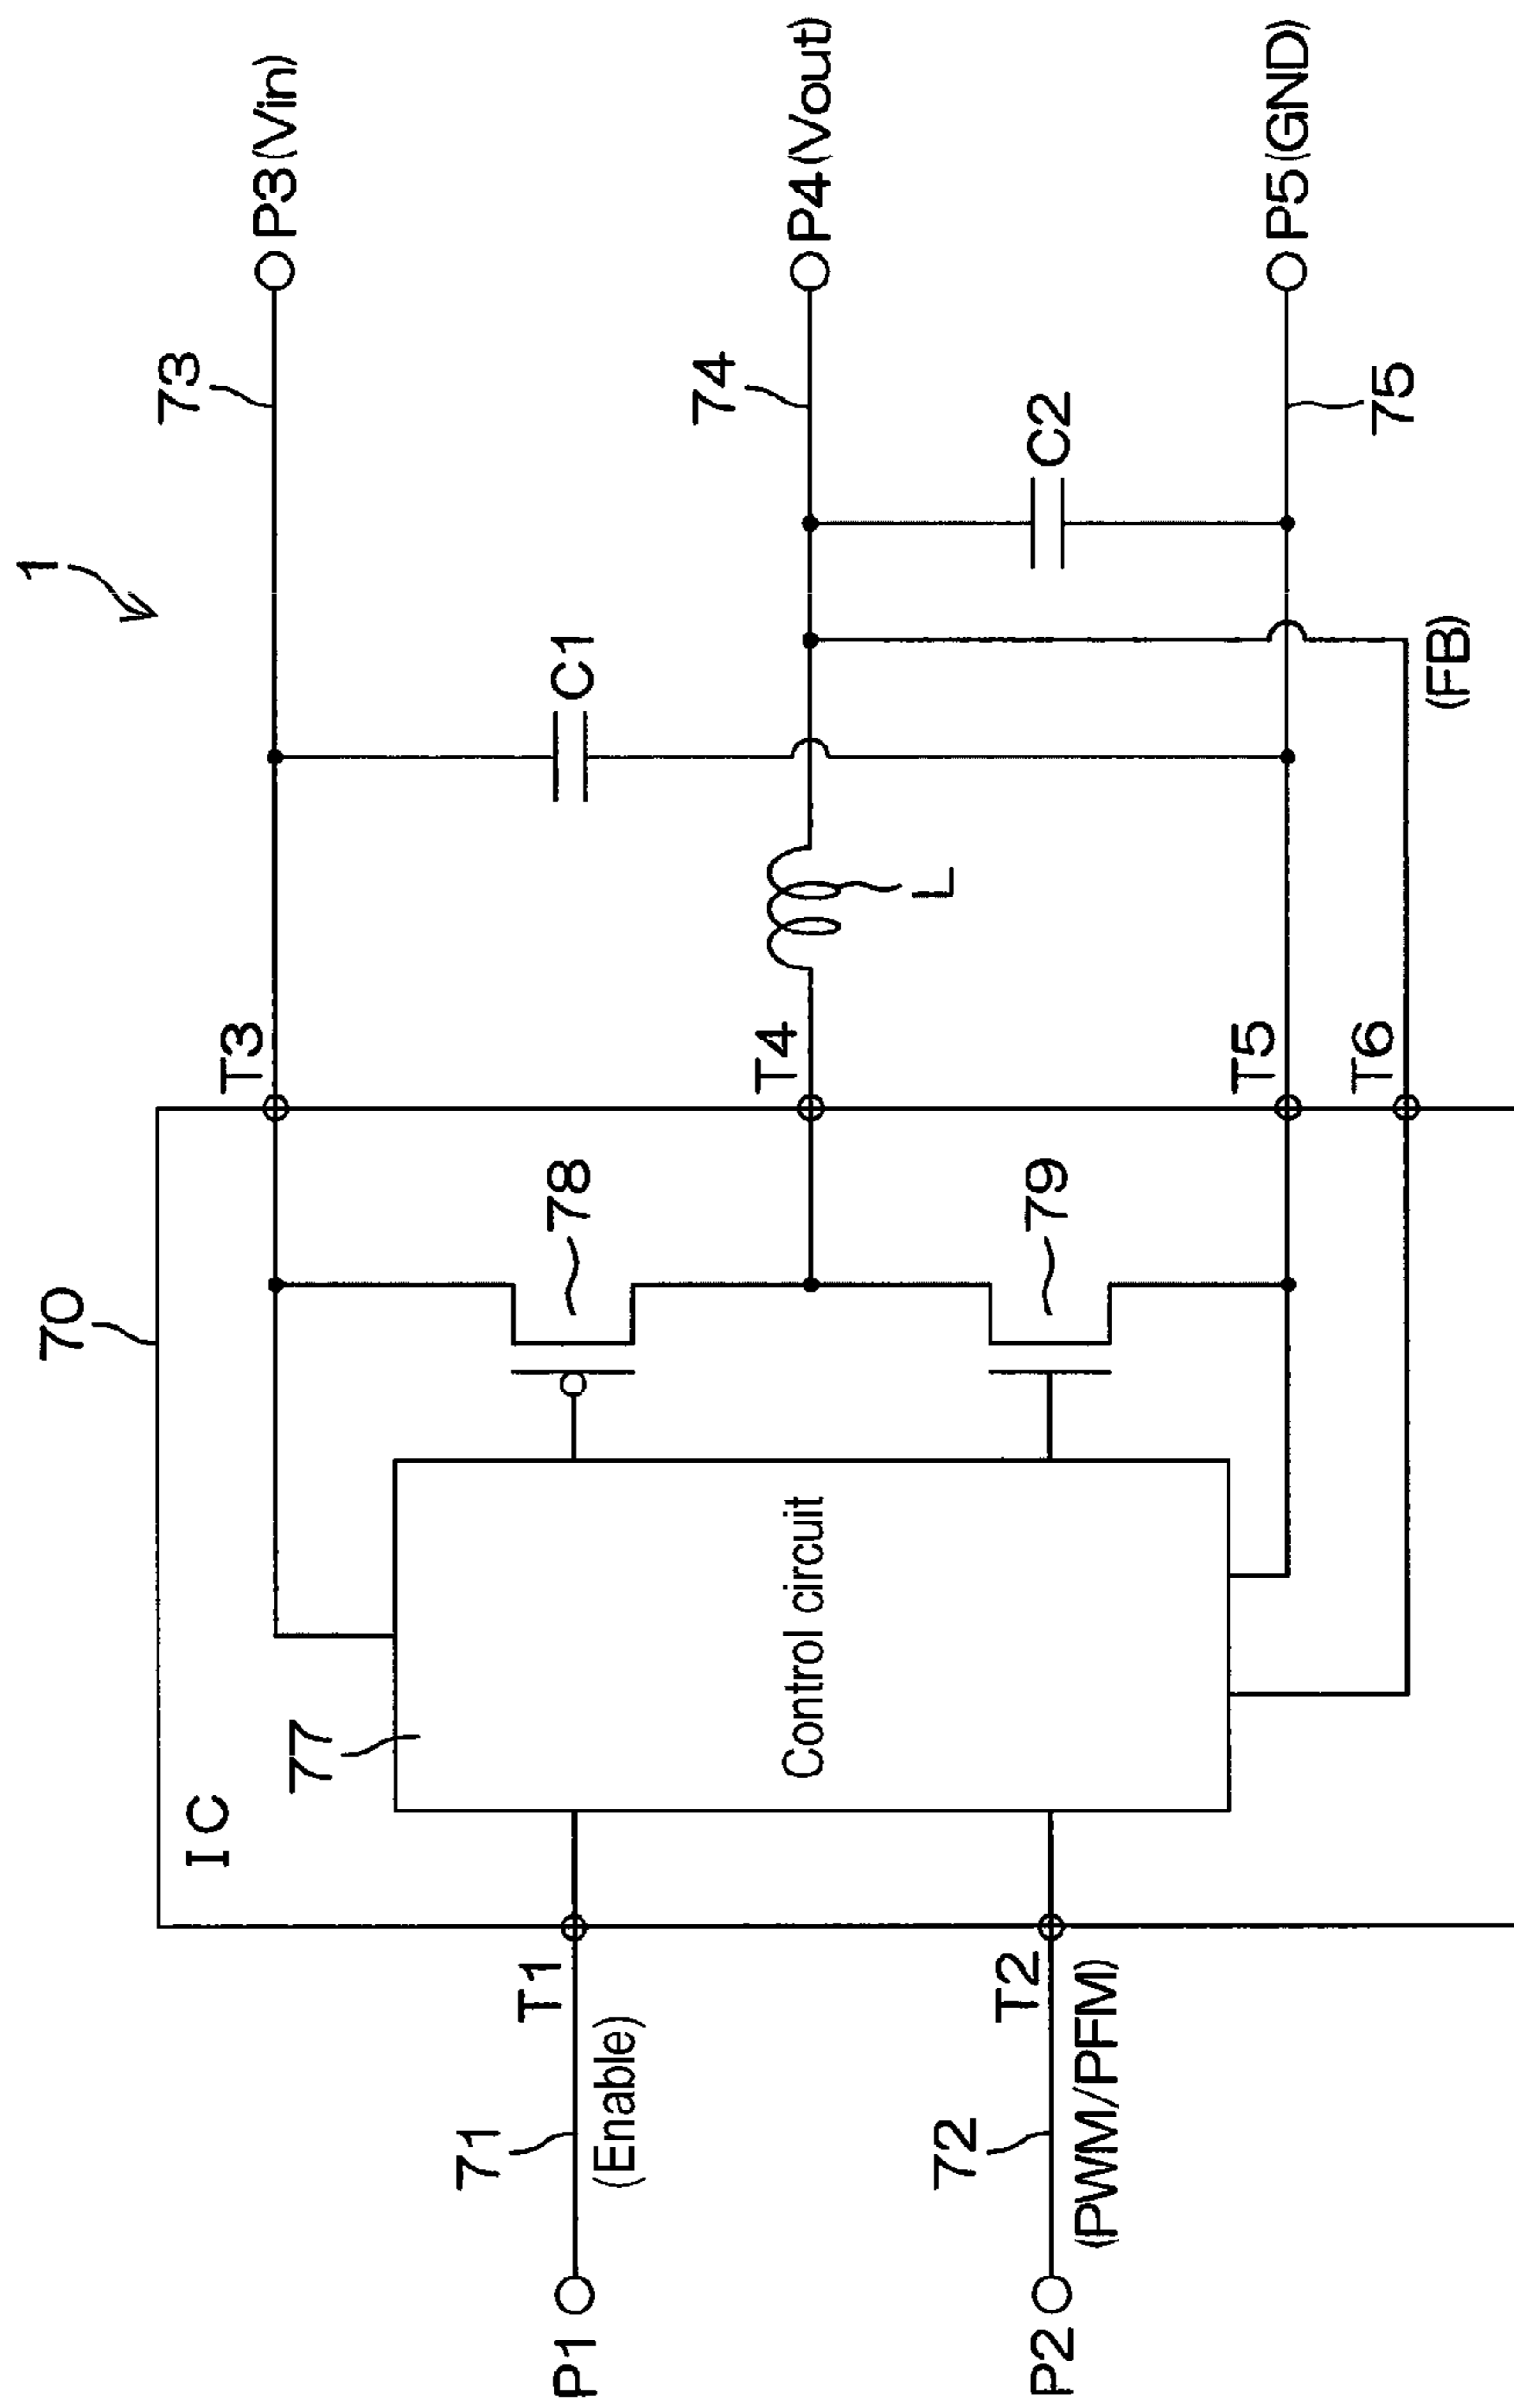 1
70
IC
77
Control circuit
78
79
P1
71
(Enable)
T1
P2
72
(PWM/PFM)
T2
T3
73
P3(Vin)
C1
T4
L
74
P4(Vout)
C2
T5
75
P5(GND)
T6
(FB)